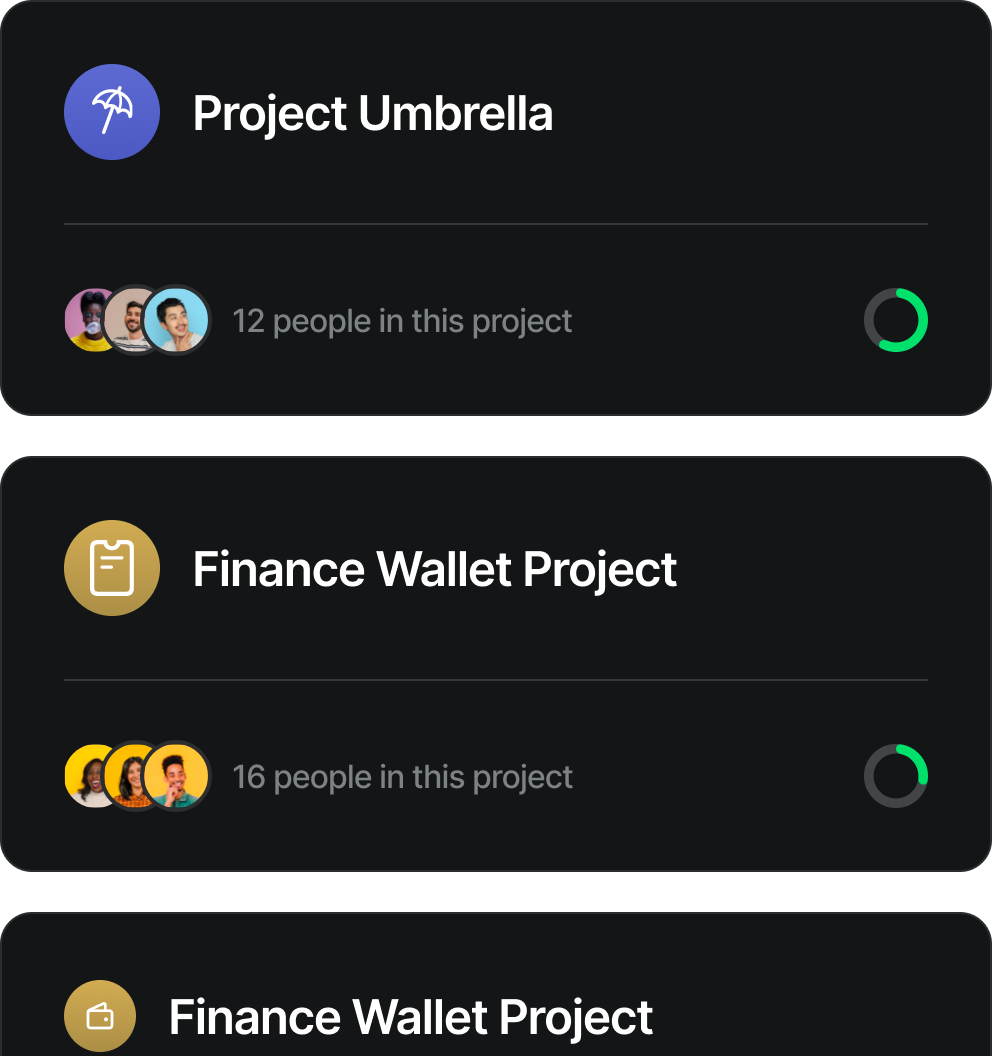 Project Umbrella
12 people in this project
Finance Wallet Project
16 people in this project
Finance Wallet Project